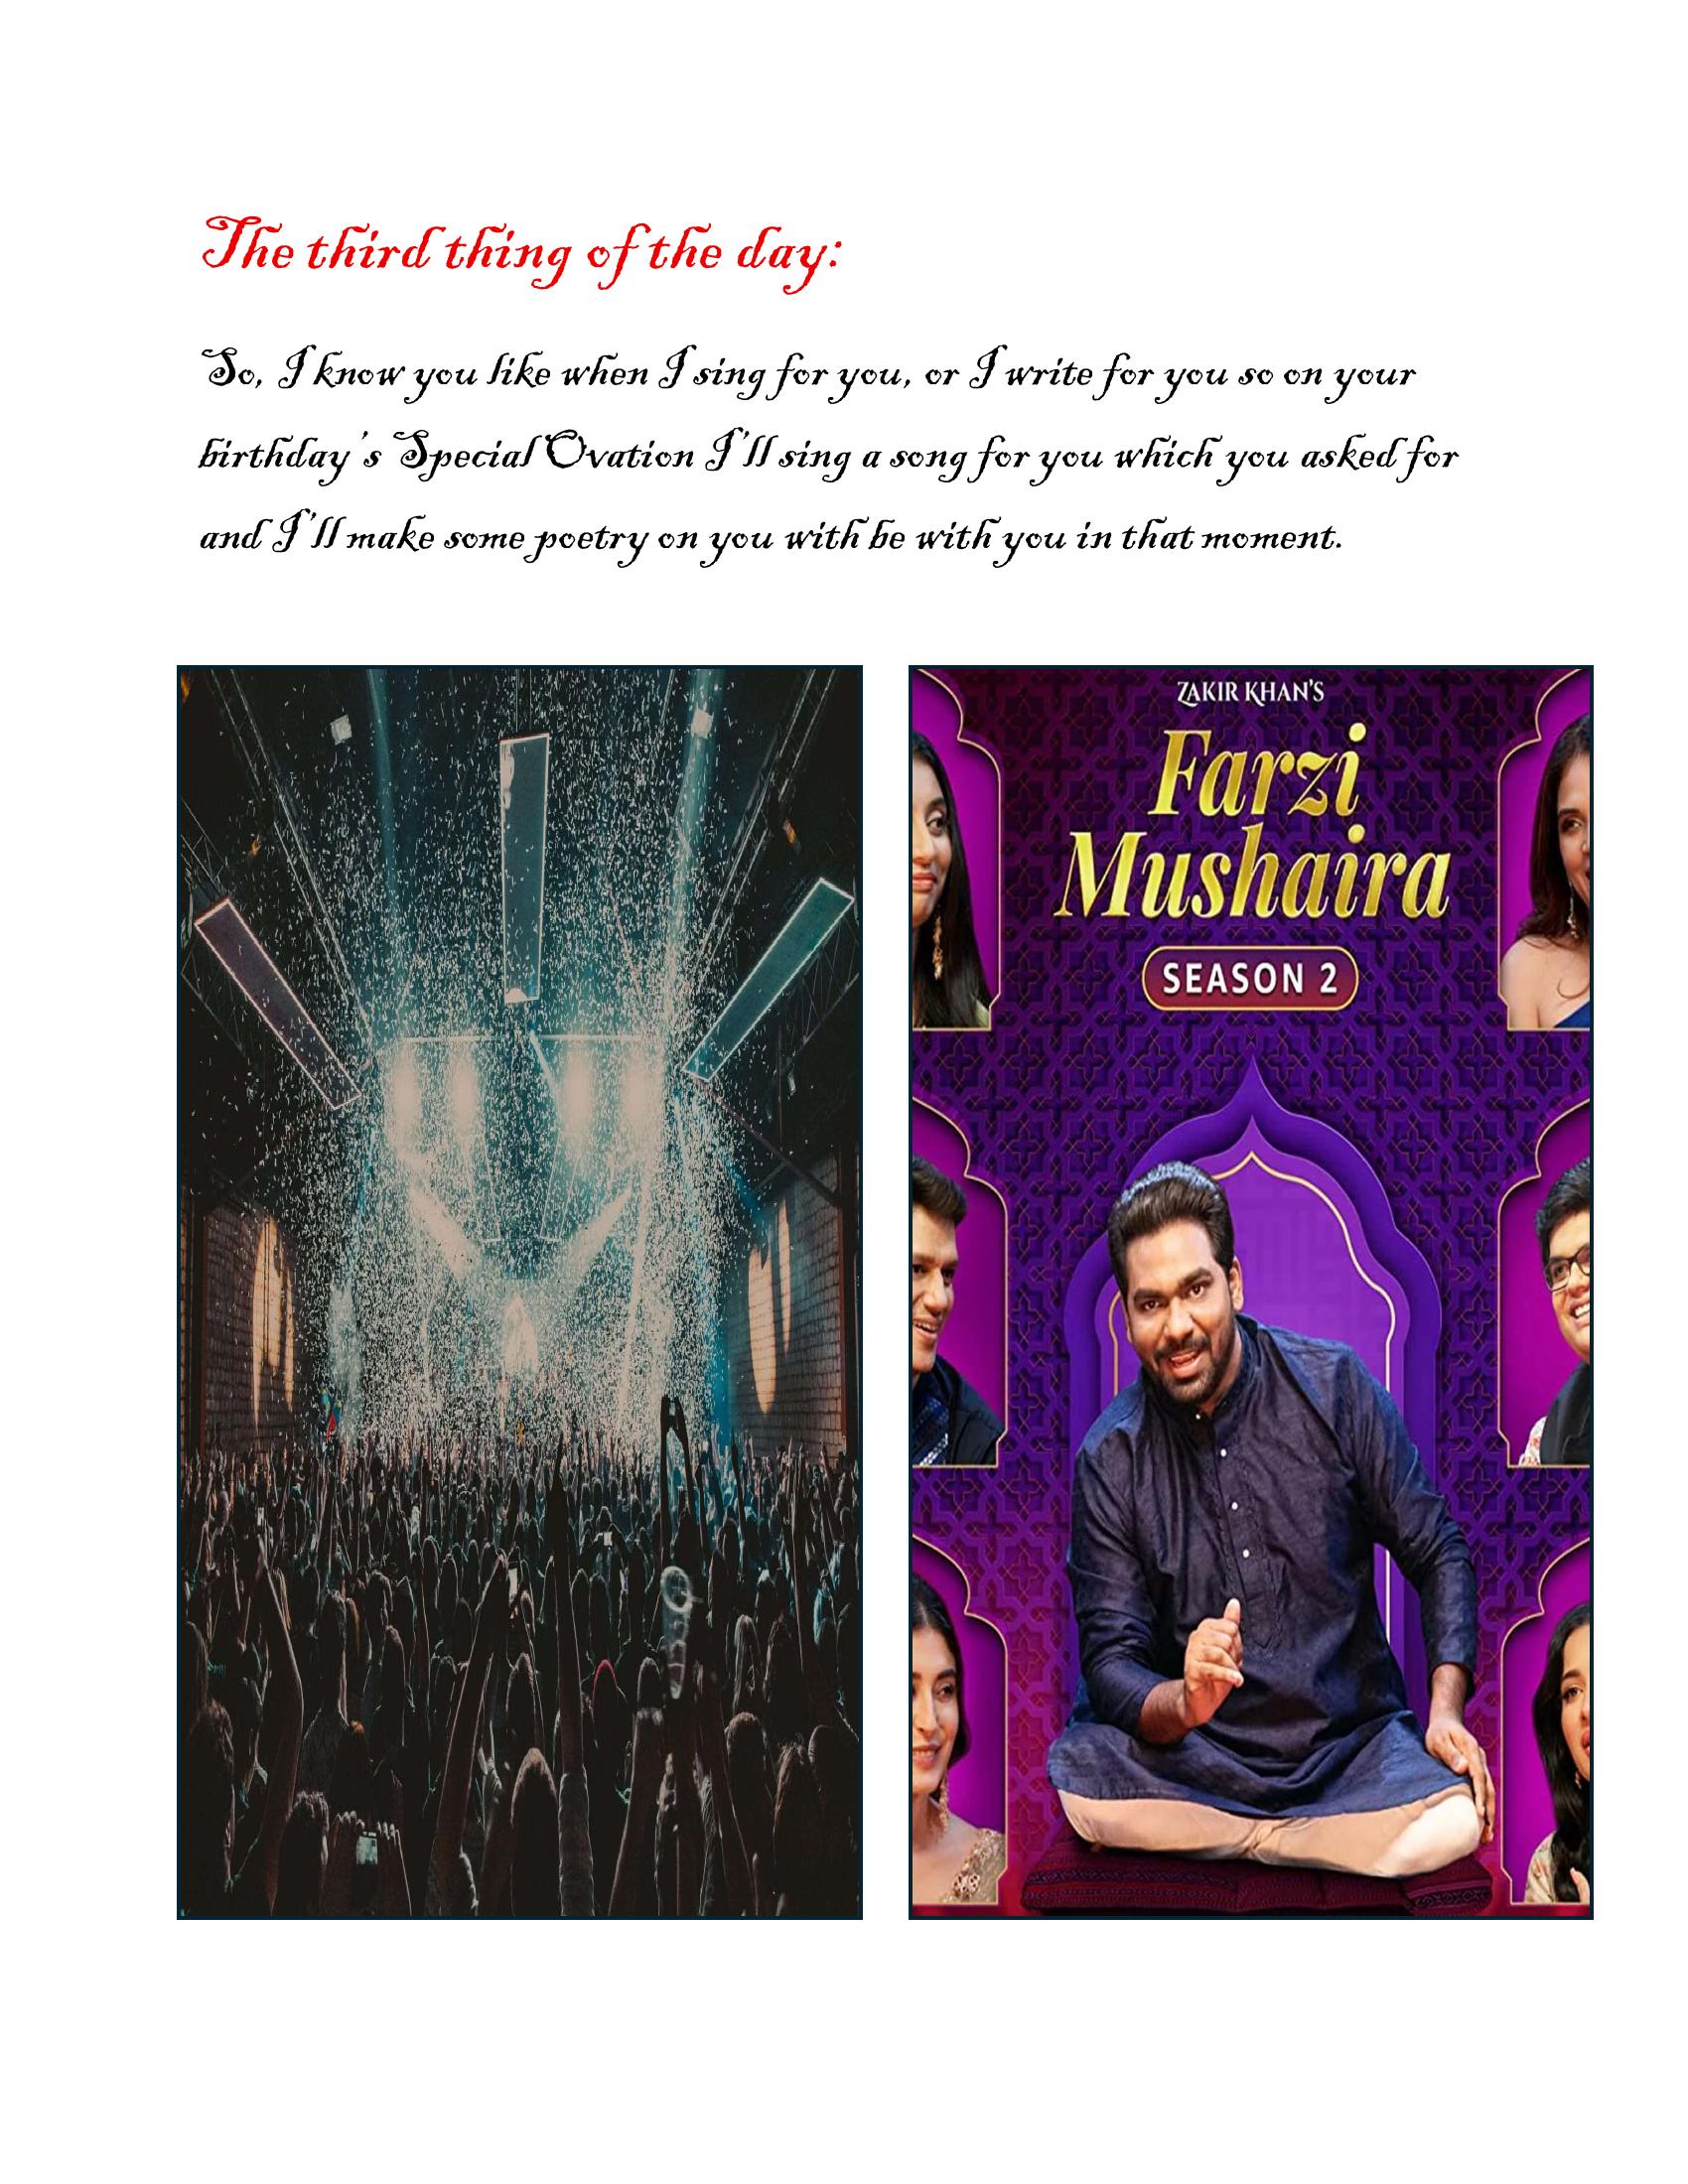 The third thing of the day:
So, I know you like when I sing for you, or I write for you so on your
birthday's Special Ovation I'll sing a song for you which you asked for
and I'll make some poetry on you with be with you in that moment.
ZAKIR KHAN'S
Farzi
Mushaira
SEASON 2